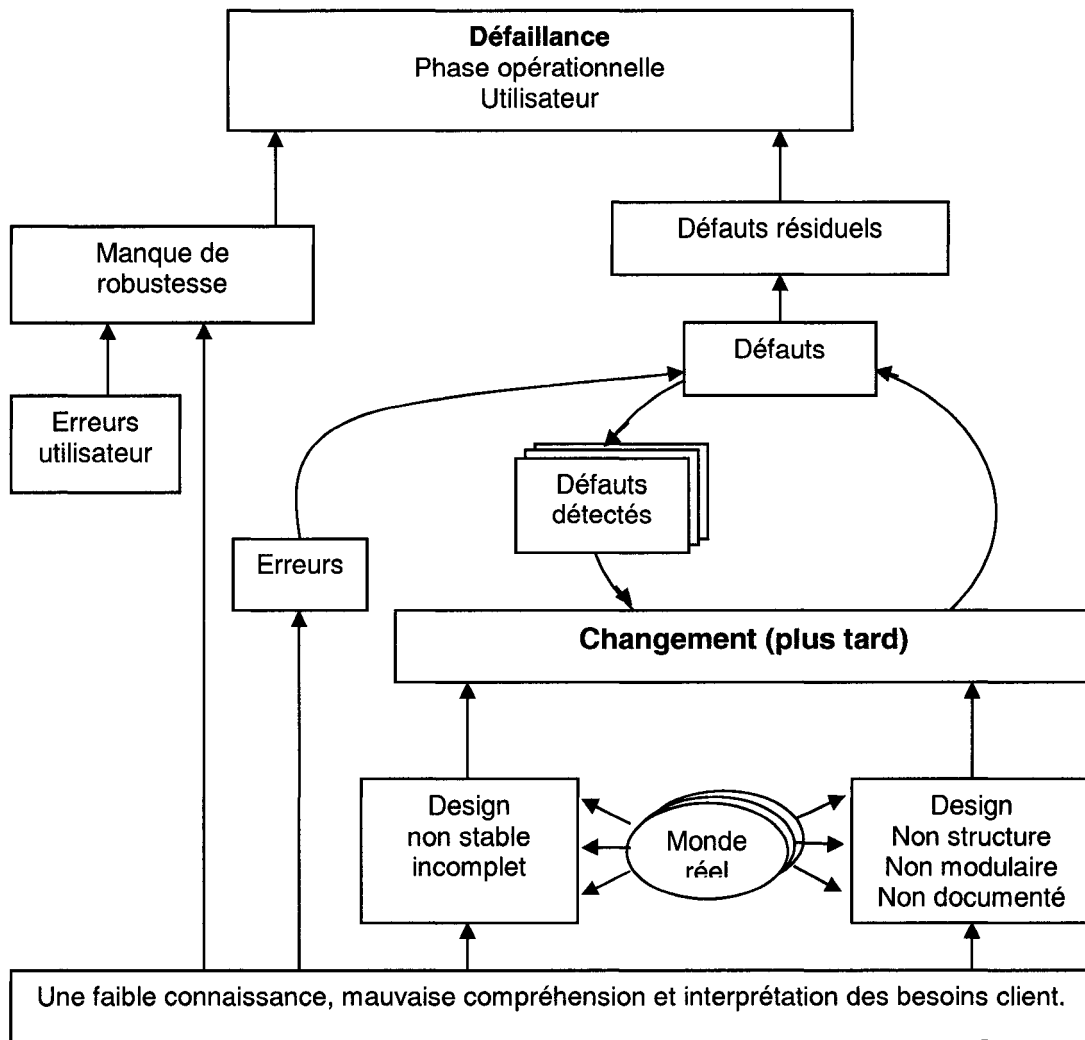 Défaillance
Phase opérationnelle
Utilisateur
Manque de
robustesse
Défauts résiduels
Défauts
Erreurs
utilisateur
Défauts
détectés
Erreurs
Changement (plus tard)
Design
non stable
incomplet
Monde
réel
Design
Non structure
Non modulaire
Non documenté
Une faible connaissance, mauvaise compréhension et interprétation des besoins client.